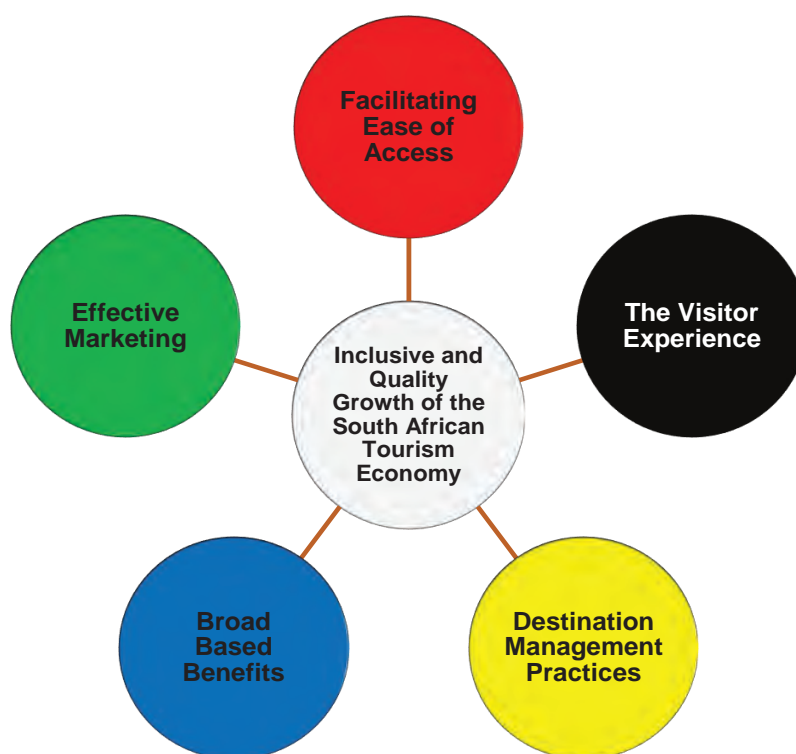 Facilitating
Ease of
Access
Effective
Marketing
The Visitor
Experience
Inclusive and
Quality
Growth of the
South African
Tourism
Economy
Broad
Based
Benefits
Destination
Management
Practices